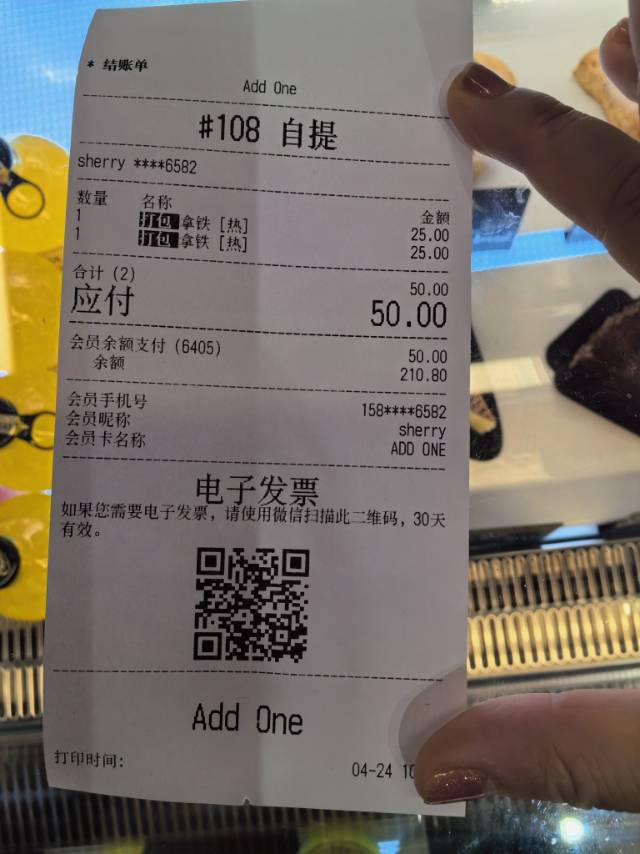 * 结账单
Add One
#108 自提
sherry ****6582
数量 名称 金额
1 打包 拿铁 [热] 25.00
1 打包 拿铁 [热] 25.00
合计 (2) 50.00
应付 50.00
会员余额支付 (6405) 50.00
余额 210.80
会员手机号 158****6582
会员昵称 sherry
会员卡名称 ADD ONE
电子发票
如果您需要电子发票，请使用微信扫描此二维码，30天
有效。
Add One
打印时间: 04-24